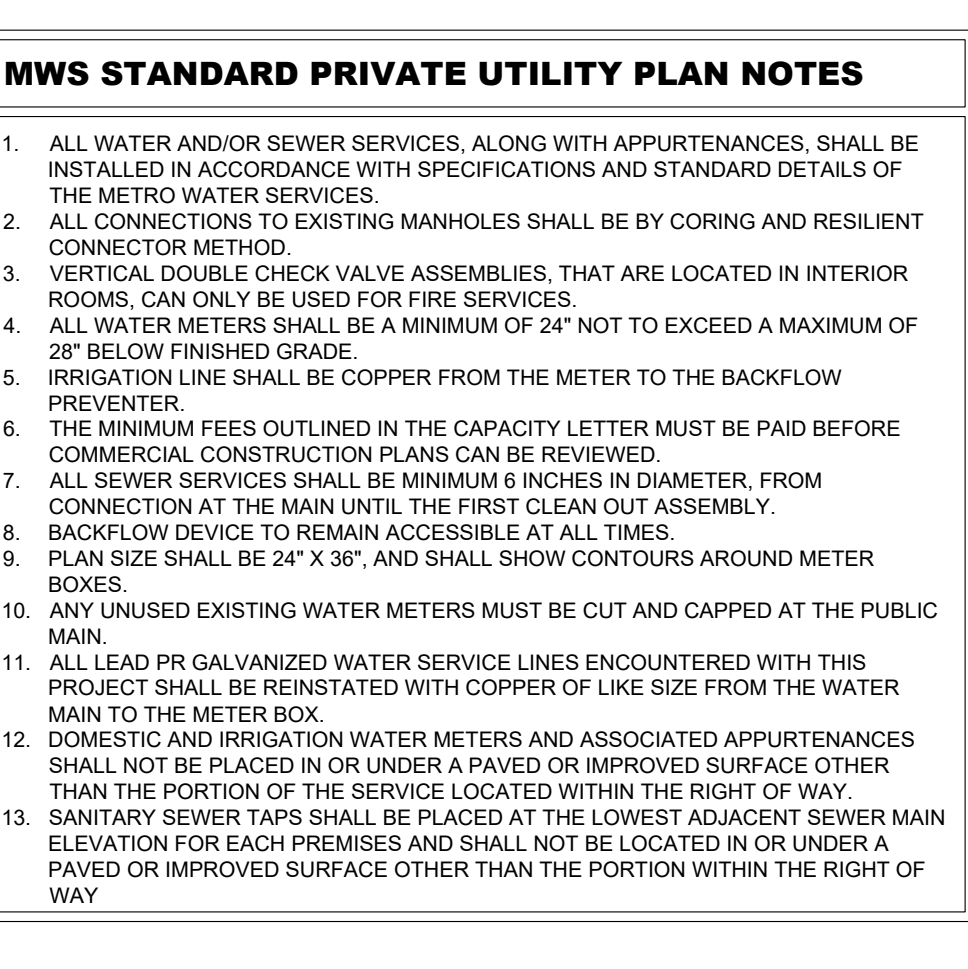 MWS STANDARD PRIVATE UTILITY PLAN NOTES
1. ALL WATER AND/OR SEWER SERVICES, ALONG WITH APPURTENANCES, SHALL BE
INSTALLED IN ACCORDANCE WITH SPECIFICATIONS AND STANDARD DETAILS OF
THE METRO WATER SERVICES.
2. ALL CONNECTIONS TO EXISTING MANHOLES SHALL BE BY CORING AND RESILIENT
CONNECTOR METHOD.
3. VERTICAL DOUBLE CHECK VALVE ASSEMBLIES, THAT ARE LOCATED IN INTERIOR
ROOMS, CAN ONLY BE USED FOR FIRE SERVICES.
4. ALL WATER METERS SHALL BE A MINIMUM OF 24" NOT TO EXCEED A MAXIMUM OF
28" BELOW FINISHED GRADE.
5. IRRIGATION LINE SHALL BE COPPER FROM THE METER TO THE BACKFLOW
PREVENTER.
6. THE MINIMUM FEES OUTLINED IN THE CAPACITY LETTER MUST BE PAID BEFORE
COMMERCIAL CONSTRUCTION PLANS CAN BE REVIEWED.
7. ALL SEWER SERVICES SHALL BE MINIMUM 6 INCHES IN DIAMETER, FROM
CONNECTION AT THE MAIN UNTIL THE FIRST CLEAN OUT ASSEMBLY.
8. BACKFLOW DEVICE TO REMAIN ACCESSIBLE AT ALL TIMES.
9. PLAN SIZE SHALL BE 24" X 36", AND SHALL SHOW CONTOURS AROUND METER
BOXES.
10. ANY UNUSED EXISTING WATER METERS MUST BE CUT AND CAPPED AT THE PUBLIC
MAIN.
11. ALL LEAD PR GALVANIZED WATER SERVICE LINES ENCOUNTERED WITH THIS
PROJECT SHALL BE REINSTATED WITH COPPER OF LIKE SIZE FROM THE WATER
MAIN TO THE METER BOX.
12. DOMESTIC AND IRRIGATION WATER METERS AND ASSOCIATED APPURTENANCES
SHALL NOT BE PLACED IN OR UNDER A PAVED OR IMPROVED SURFACE OTHER
THAN THE PORTION OF THE SERVICE LOCATED WITHIN THE RIGHT OF WAY.
13. SANITARY SEWER TAPS SHALL BE PLACED AT THE LOWEST ADJACENT SEWER MAIN
ELEVATION FOR EACH PREMISES AND SHALL NOT BE LOCATED IN OR UNDER A
PAVED OR IMPROVED SURFACE OTHER THAN THE PORTION WITHIN THE RIGHT OF
WAY